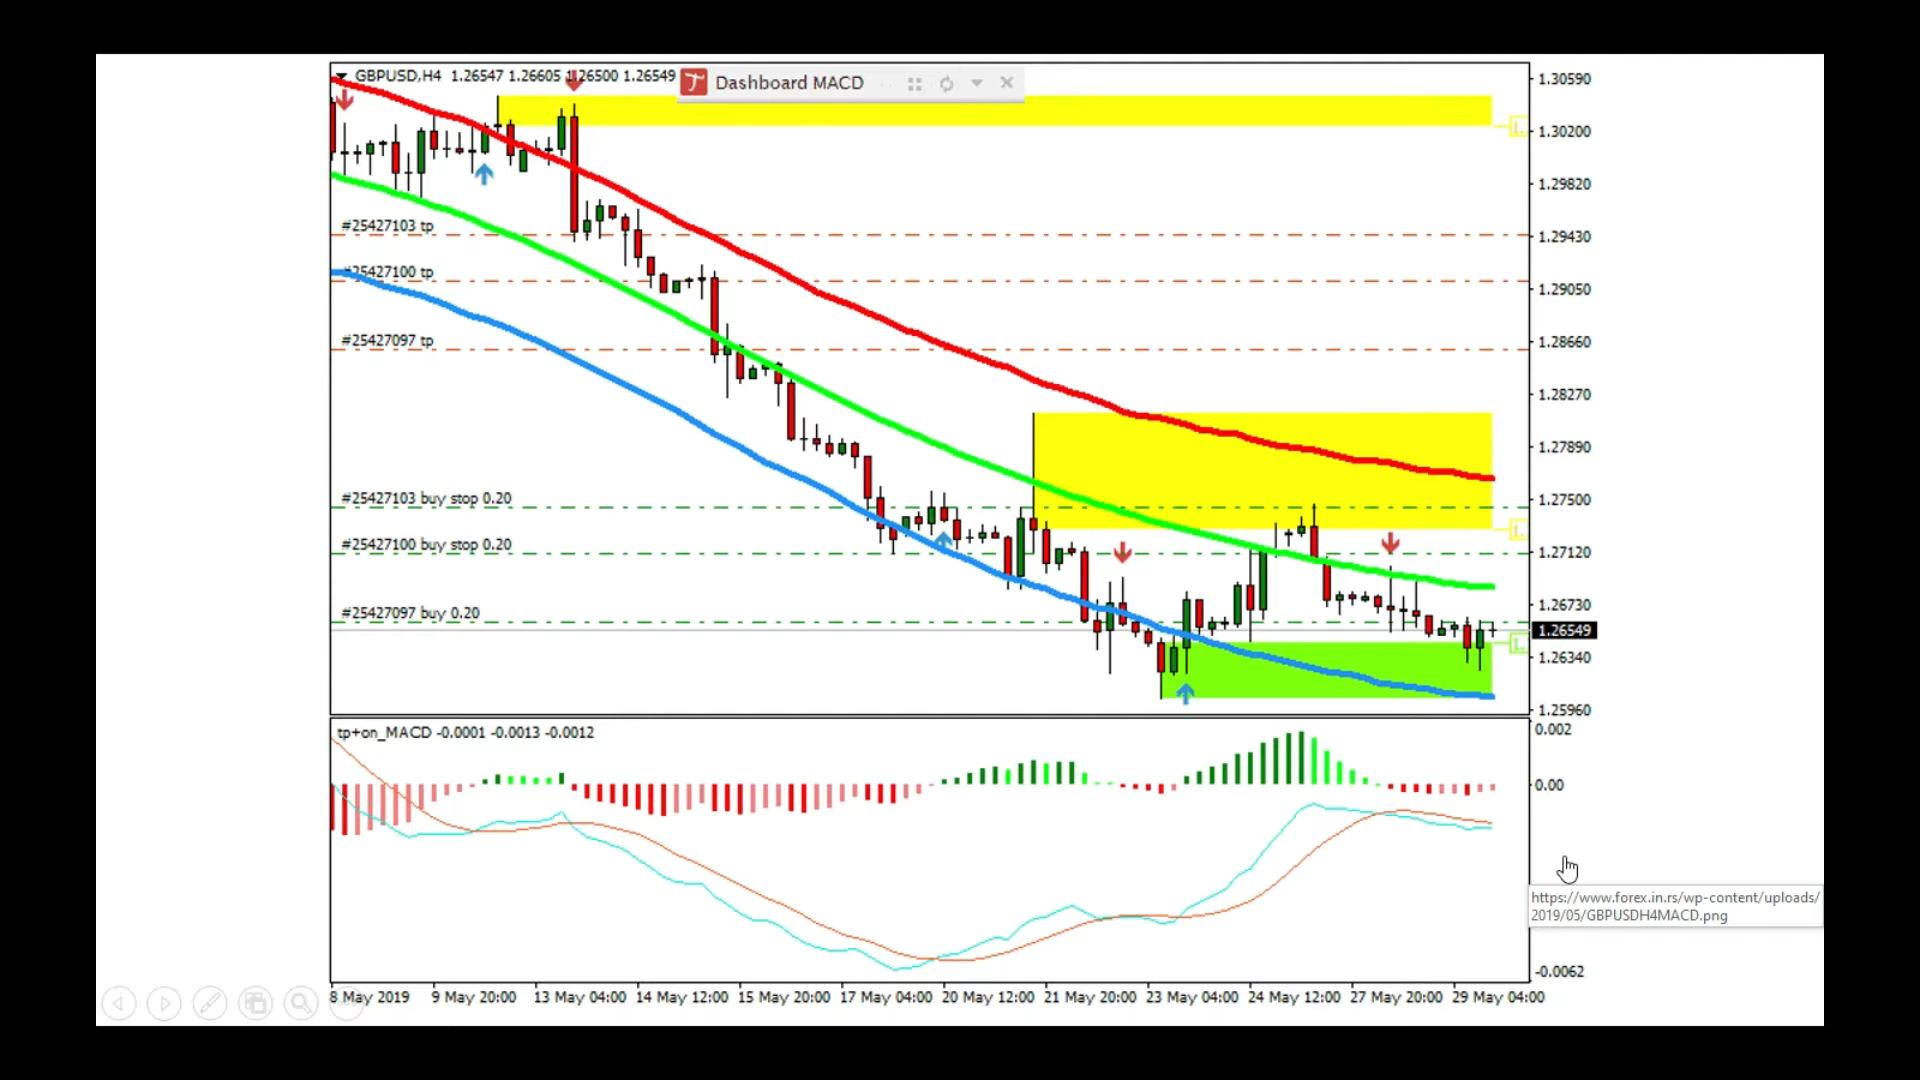 GBPUSD,H4 1.26547 1.26605 1.26500 1.26549
Dashboard MACD
1.30590
1.30200
1.29820
#25427103 tp
1.29430
#25427100 tp
1.29050
#25427097 tp
1.28660
1.28270
1.27890
#25427103 buy stop 0.20
1.27500
#25427100 buy stop 0.20
1.27120
#25427097 buy 0.20
1.26730
1.26549
1.26340
1.25960
tp+on_MACD -0.0001 -0.0013 -0.0012
0.002
0.00
https://www.forex.in.rs/wp-content/uploads/
2019/05/GBPUSDH4MACD.png
-0.0062
8 May 2019 9 May 20:00 13 May 04:00 14 May 12:00 15 May 20:00 17 May 04:00 20 May 12:00 21 May 20:00 23 May 04:00 24 May 12:00 27 May 20:00 29 May 04:00